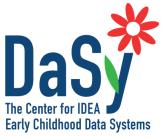 DaSy
The Center for IDEA
Early Childhood Data Systems